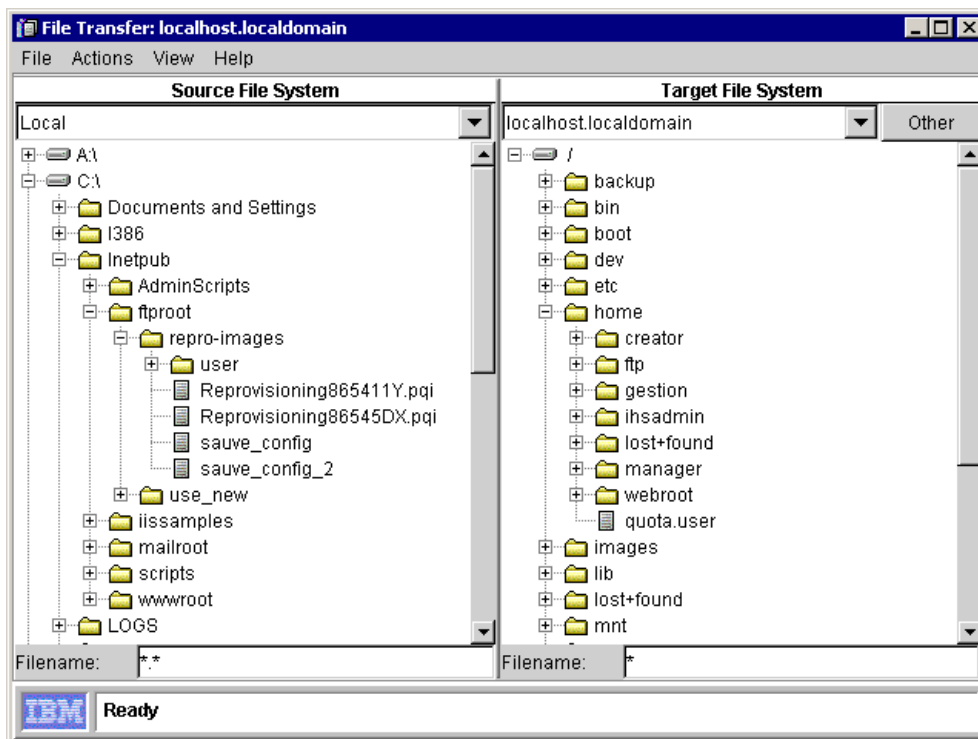 File Transfer: localhost.localdomain
File Actions View Help
Source File System
Local
A:\
C:\
Documents and Settings
I386
Inetpub
AdminScripts
ftproot
repro-images
user
Reprovisioning865411Y.pqi
Reprovisioning86545DX.pqi
sauve_config
sauve_config_2
use_new
iissamples
mailroot
scripts
wwwroot
LOGS
Filename: *.*
Target File System
localhost.localdomain Other
/
backup
bin
boot
dev
etc
home
creator
ftp
gestion
ihsadmin
lost+found
manager
webroot
quota.user
images
lib
lost+found
mnt
Filename: *
IBM Ready